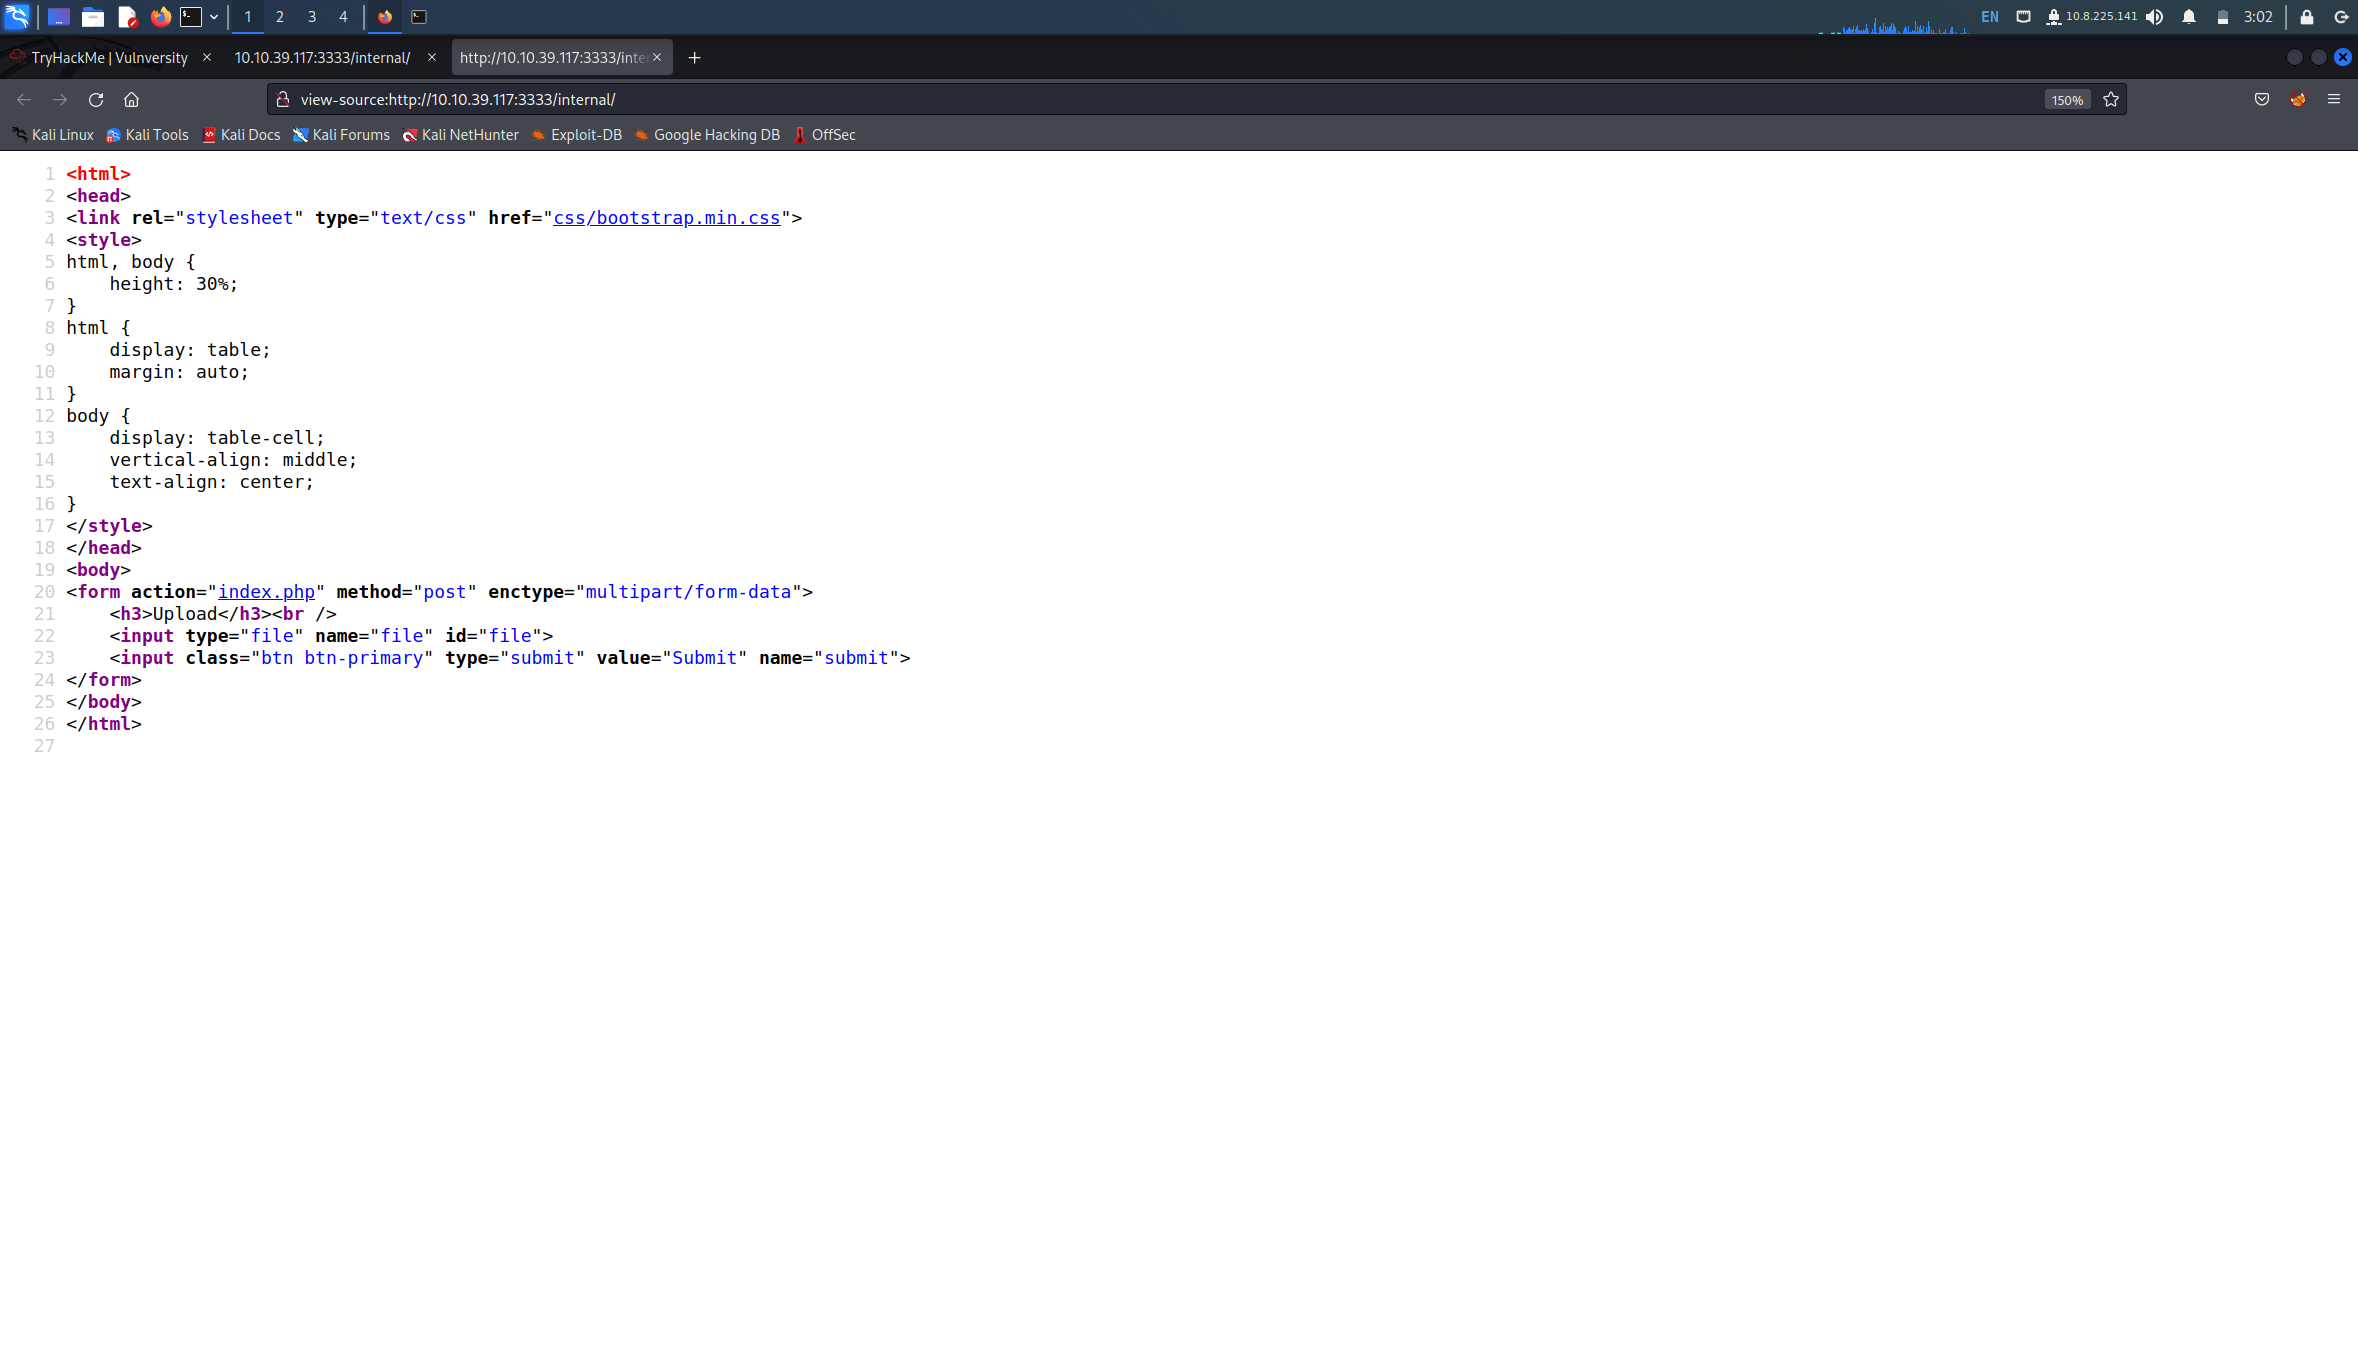 1 2 3 4 EN 10.8.225.141 3:02
TryHackMe | Vulnversity 10.10.39.117:3333/internal/ http://10.10.39.117:3333/inte
view-source:http://10.10.39.117:3333/internal/ 150%
Kali Linux Kali Tools Kali Docs Kali Forums Kali NetHunter Exploit-DB Google Hacking DB OffSec
1 <html>
2 <head>
3 <link rel="stylesheet" type="text/css" href="css/bootstrap.min.css">
4 <style>
5 html, body {
6     height: 30%;
7 }
8 html {
9     display: table;
10     margin: auto;
11 }
12 body {
13     display: table-cell;
14     vertical-align: middle;
15     text-align: center;
16 }
17 </style>
18 </head>
19 <body>
20 <form action="index.php" method="post" enctype="multipart/form-data">
21     <h3>Upload</h3><br />
22     <input type="file" name="file" id="file">
23     <input class="btn btn-primary" type="submit" value="Submit" name="submit">
24 </form>
25 </body>
26 </html>
27